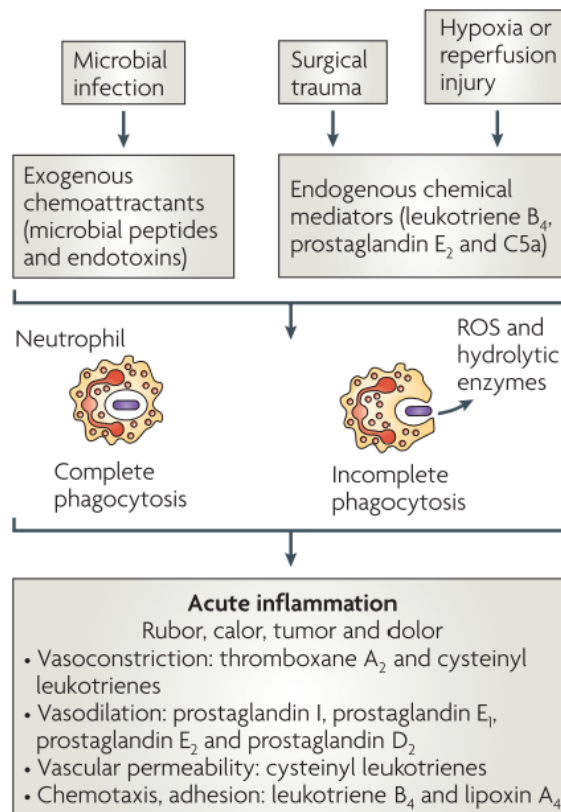 Microbial
infection
Surgical
trauma
Hypoxia or
reperfusion
injury
Exogenous
chemoattractants
(microbial peptides
and endotoxins)
Endogenous chemical
mediators (leukotriene B₄,
prostaglandin E₂ and C5a)
Neutrophil
ROS and
hydrolytic
enzymes
Complete
phagocytosis
Incomplete
phagocytosis
Acute inflammation
Rubor, calor, tumor and dolor
• Vasoconstriction: thromboxane A₂ and cysteinyl
leukotrienes
• Vasodilation: prostaglandin I, prostaglandin E₁,
prostaglandin E₂ and prostaglandin D₂
• Vascular permeability: cysteinyl leukotrienes
• Chemotaxis, adhesion: leukotriene B₄ and lipoxin A₄